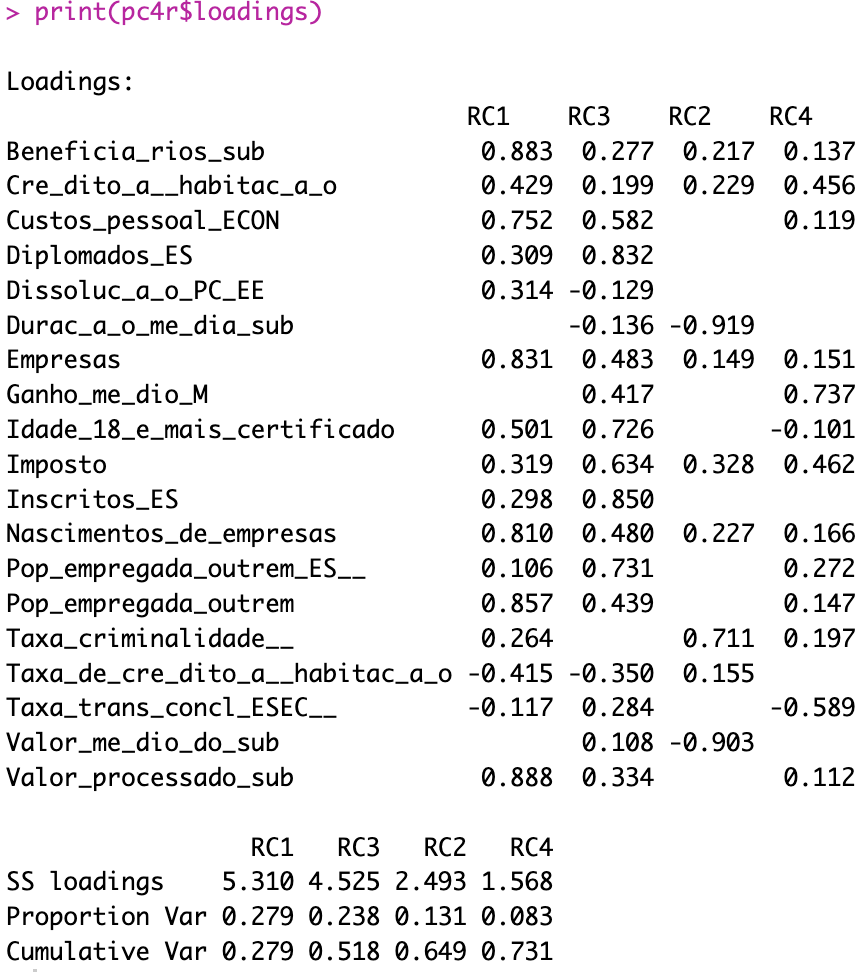 > print(pc4r$loadings)
Loadings:
RC1 RC3 RC2 RC4
Beneficia_rios_sub 0.883 0.277 0.217 0.137
Cre_dito_a__habitac_a_o 0.429 0.199 0.229 0.456
Custos_pessoal_ECON 0.752 0.582 0.119
Diplomados_ES 0.309 0.832
Dissoluc_a_o_PC_EE 0.314 -0.129
Durac_a_o_me_dia_sub -0.136 -0.919
Empresas 0.831 0.483 0.149 0.151
Ganho_me_dio_M 0.417 0.737
Idade_18_e_mais_certificado 0.501 0.726 -0.101
Imposto 0.319 0.634 0.328 0.462
Inscritos_ES 0.298 0.850
Nascimentos_de_empresas 0.810 0.480 0.227 0.166
Pop_empregada_outrem_ES__ 0.106 0.731 0.272
Pop_empregada_outrem 0.857 0.439 0.147
Taxa_criminalidade__ 0.264 0.711 0.197
Taxa_de_cre_dito_a__habitac_a_o -0.415 -0.350 0.155
Taxa_trans_concl_ESEC__ -0.117 0.284 -0.589
Valor_me_dio_do_sub 0.108 -0.903
Valor_processado_sub 0.888 0.334 0.112
RC1 RC3 RC2 RC4
SS loadings 5.310 4.525 2.493 1.568
Proportion Var 0.279 0.238 0.131 0.083
Cumulative Var 0.279 0.518 0.649 0.731